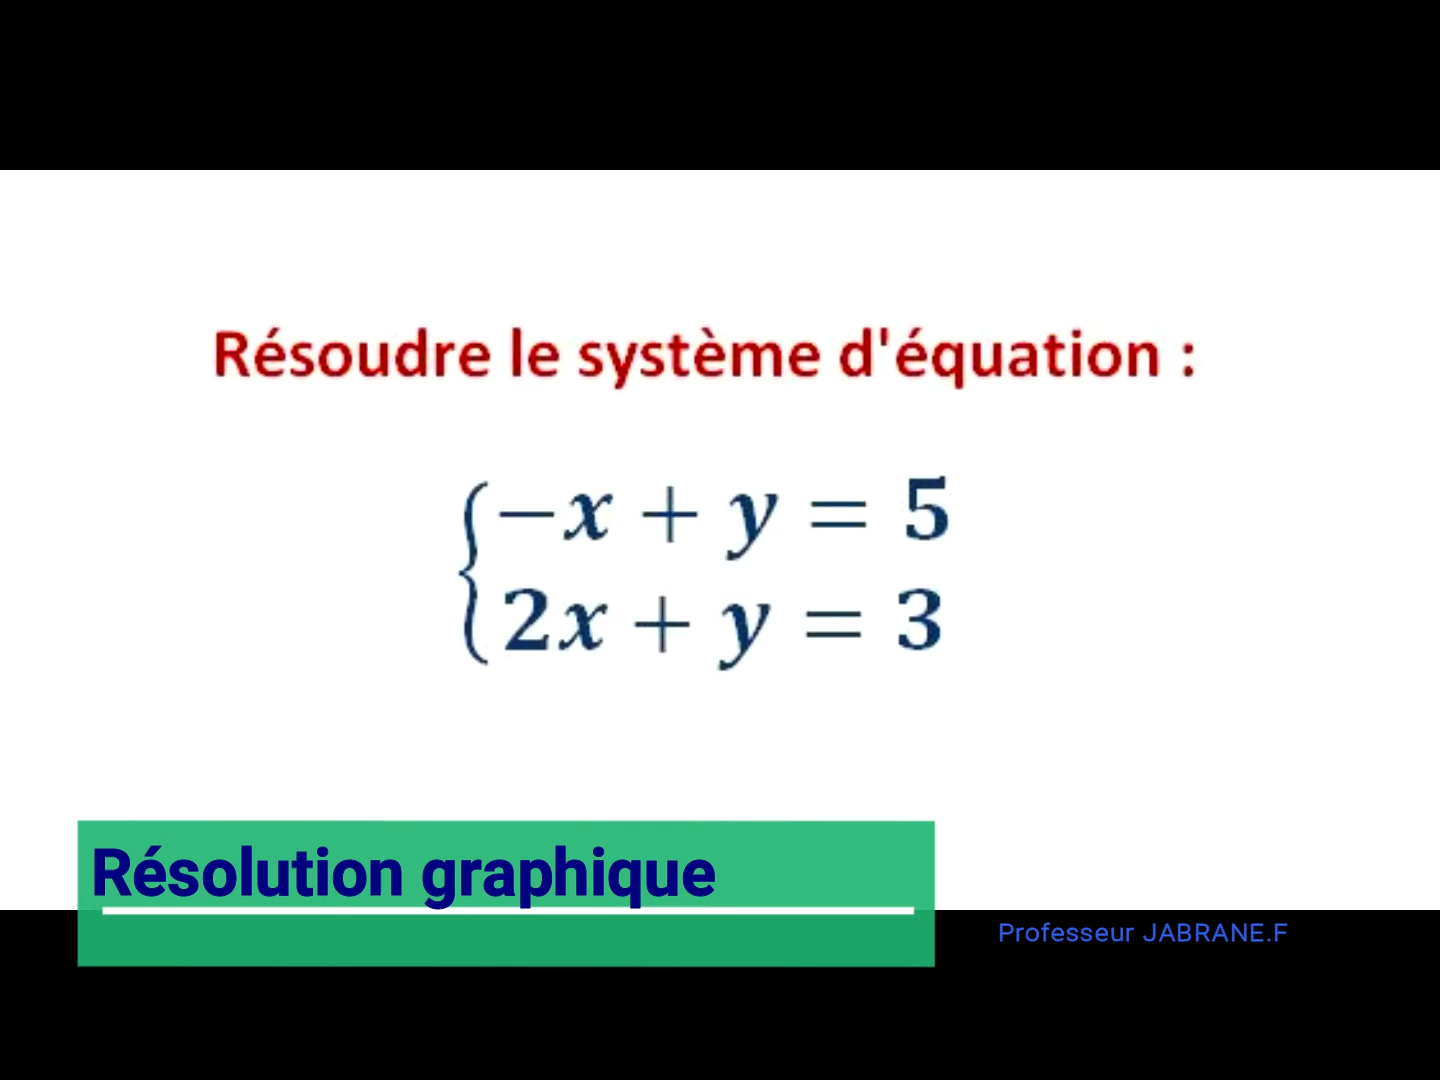 Résoudre le système d'équation :
−x + y = 5
2x + y = 3
Résolution graphique
Professeur JABRANE.F